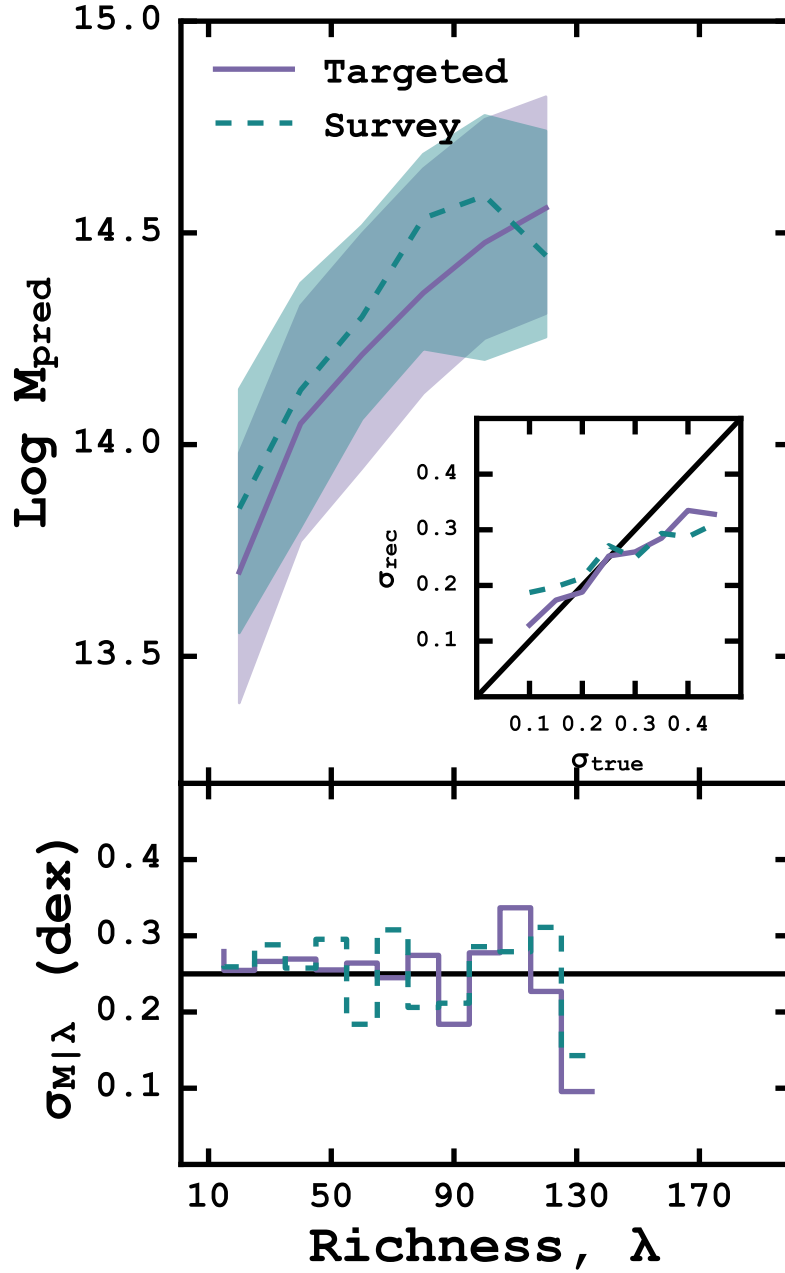 15.0
Targeted
Survey
14.5
Log Mpred
14.0
0.4
0.3
σrec
0.2
13.5
0.1
0.1 0.2 0.3 0.4
σtrue
0.4
0.3
σM|λ (dex)
0.2
0.1
10 50 90 130 170
Richness, λ